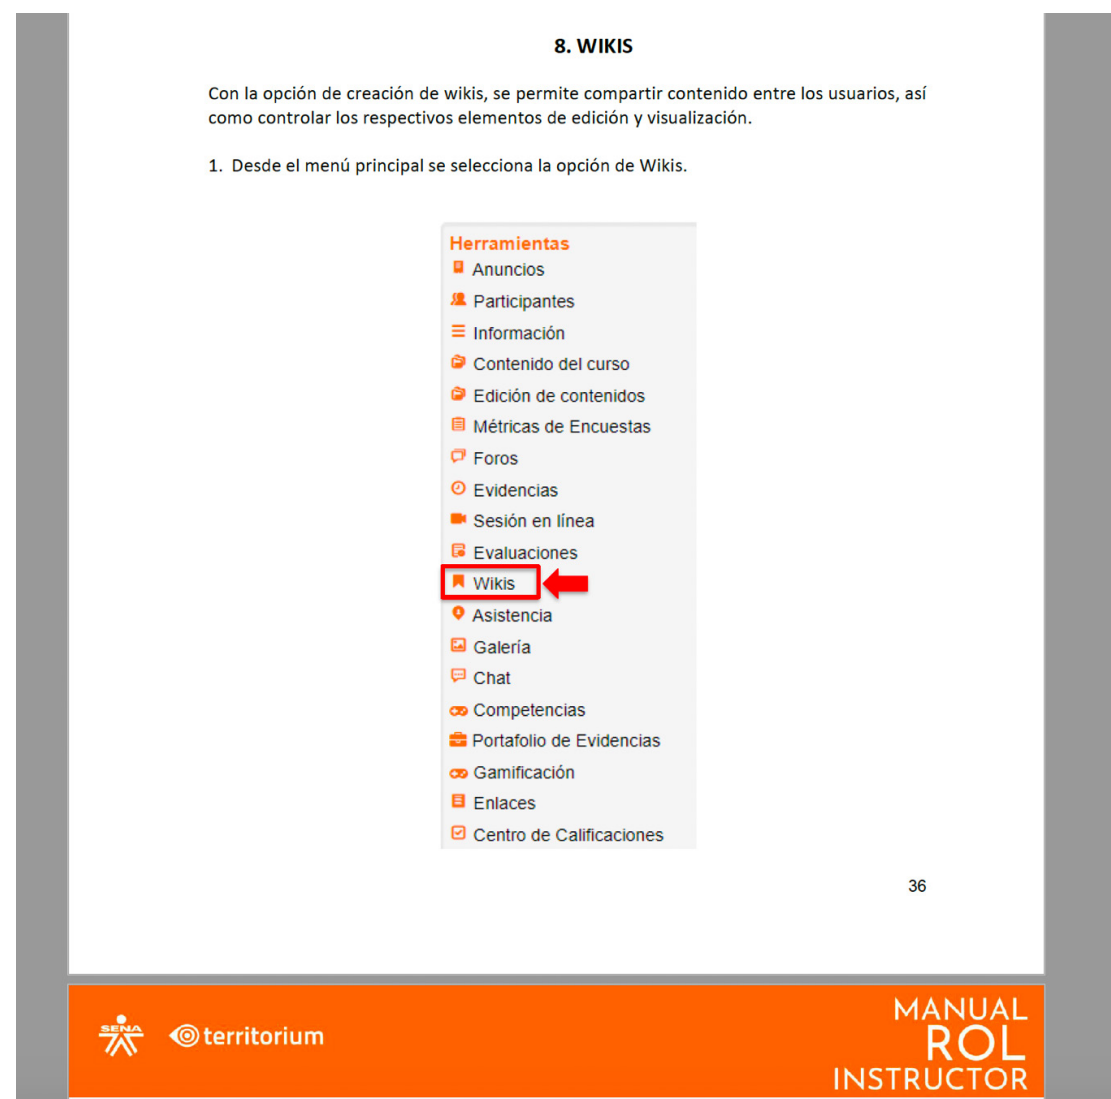 8. WIKIS
Con la opción de creación de wikis, se permite compartir contenido entre los usuarios, así
como controlar los respectivos elementos de edición y visualización.
1. Desde el menú principal se selecciona la opción de Wikis.
Herramientas
Anuncios
Participantes
Información
Contenido del curso
Edición de contenidos
Métricas de Encuestas
Foros
Evidencias
Sesión en línea
Evaluaciones
Wikis
Asistencia
Galería
Chat
Competencias
Portafolio de Evidencias
Gamificación
Enlaces
Centro de Calificaciones
36
SENA
territorium
MANUAL
ROL
INSTRUCTOR